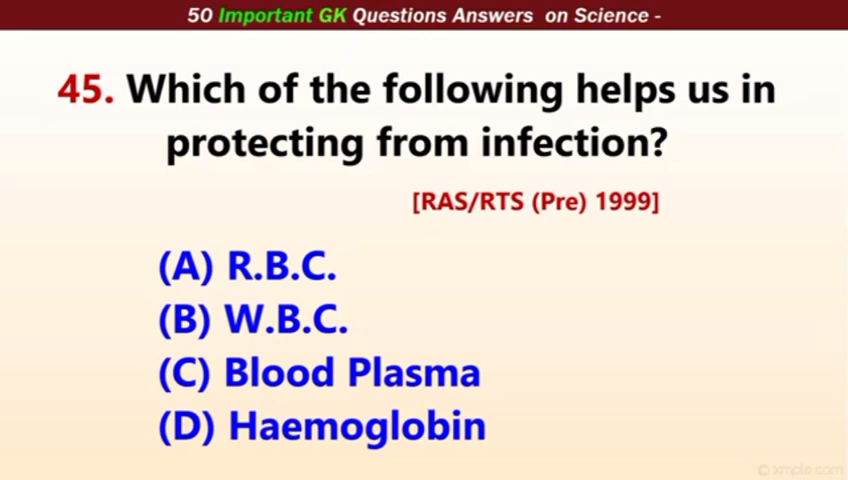 50 Important GK Questions Answers on Science -
45. Which of the following helps us in
protecting from infection?
[RAS/RTS (Pre) 1999]
(A) R.B.C.
(B) W.B.C.
(C) Blood Plasma
(D) Haemoglobin
© xmple.com